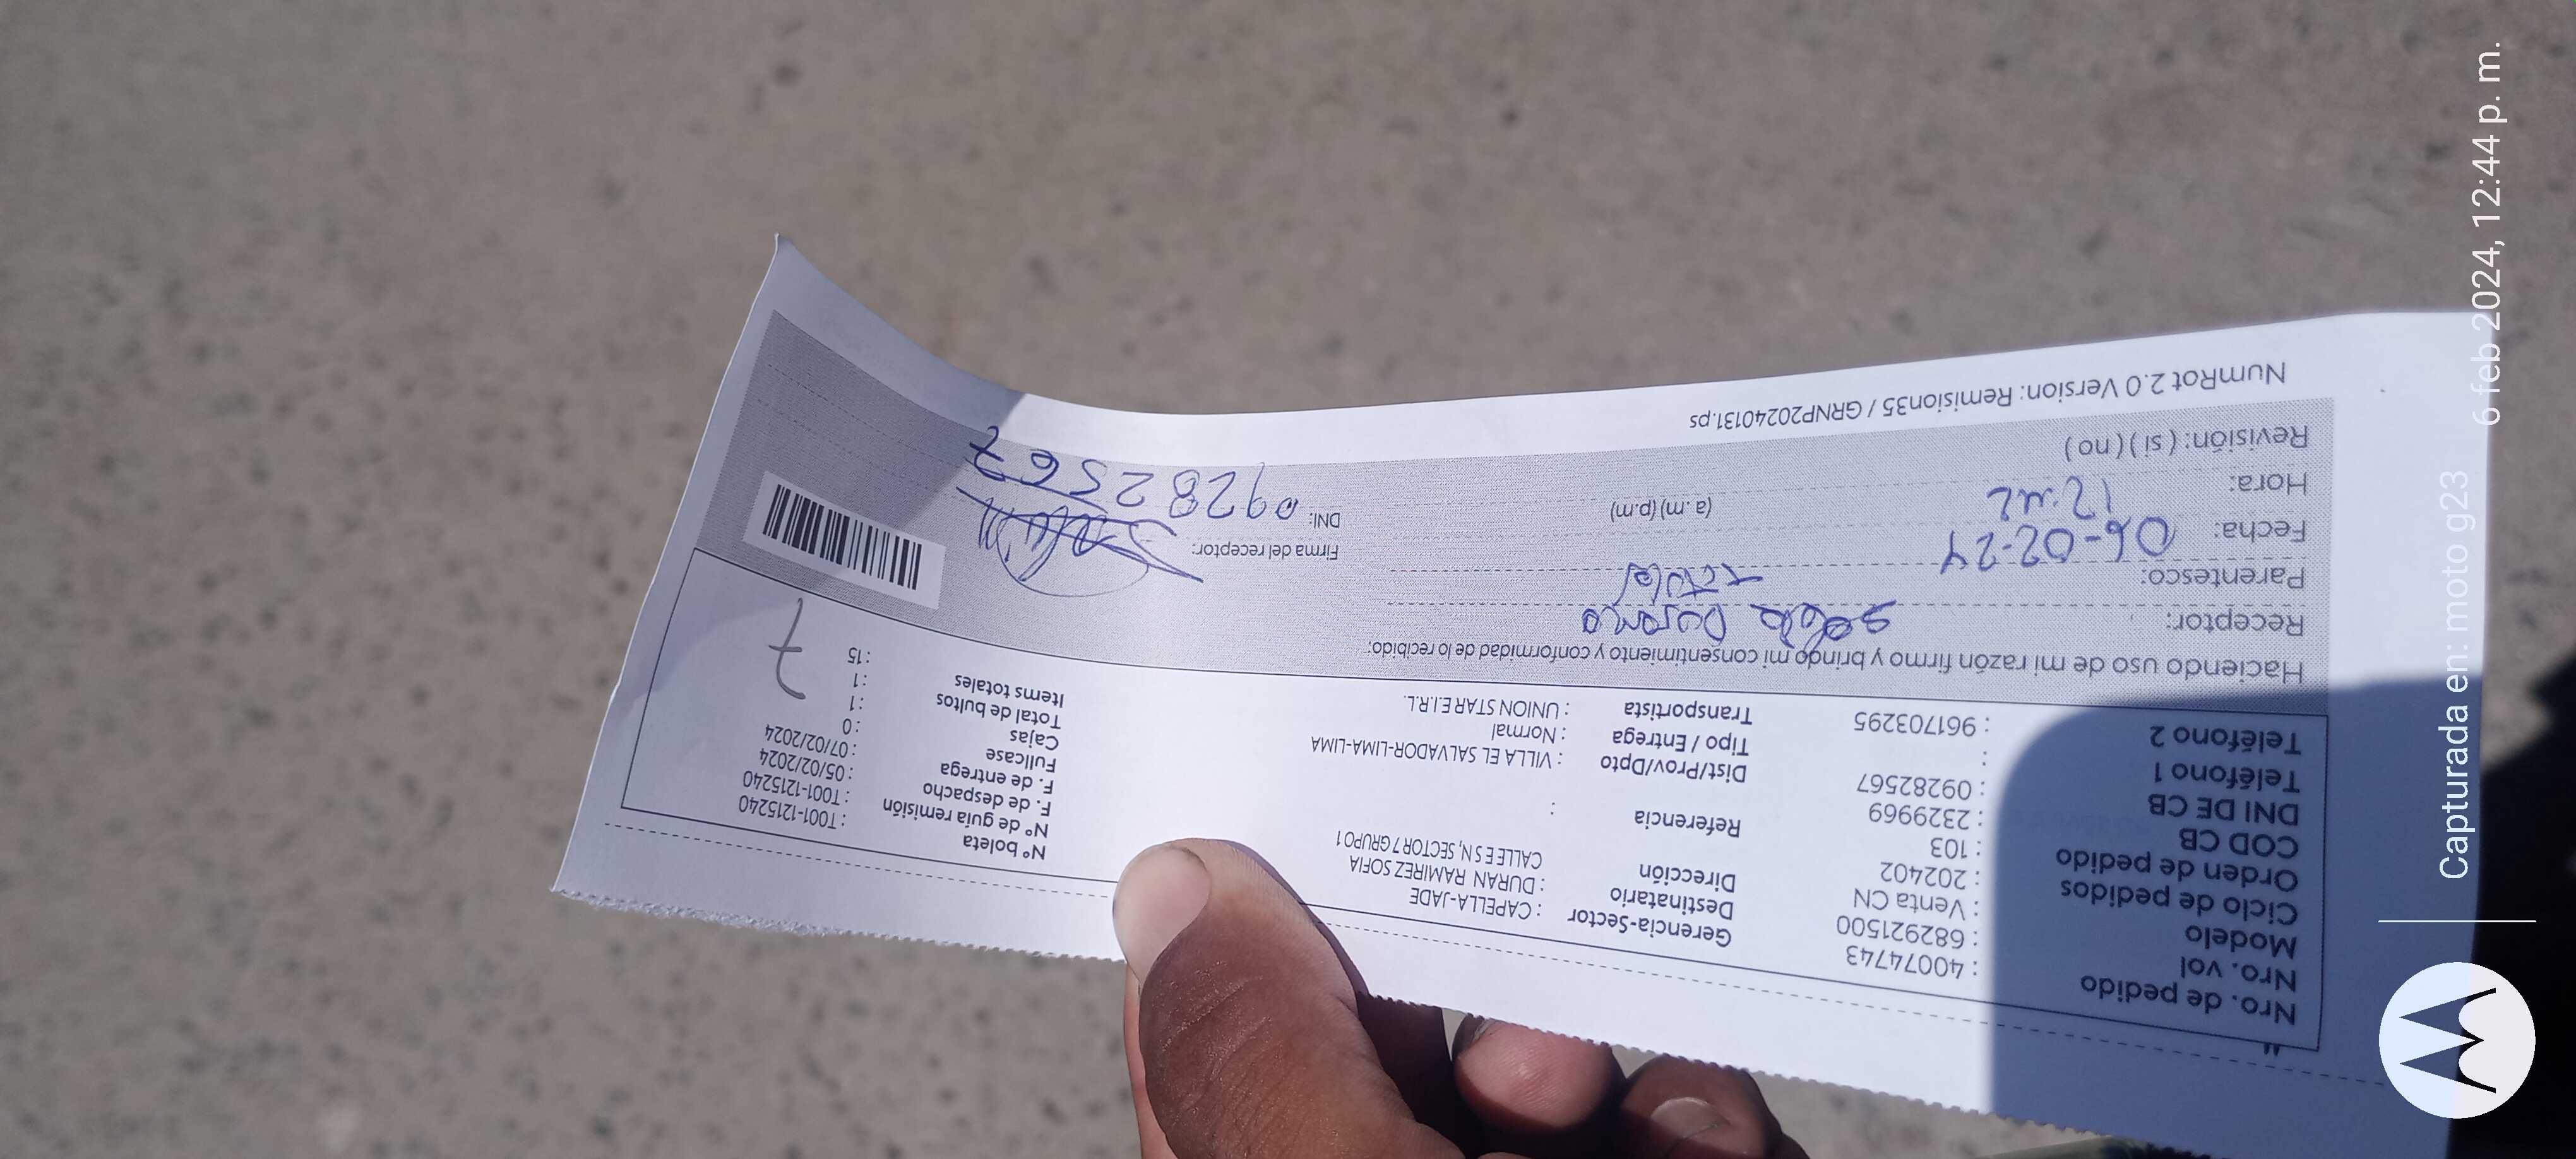 Nro. de pedido : 40074743
Nro. vol : 682921500
Modelo : Venta CN
Ciclo de pedidos : 202402
Orden de pedido : 103
COD CB : 2329969
DNI DE CB : 09282567
Teléfono 1 :
Teléfono 2 : 961703295
Gerencia-Sector : CAPELLA-JADE
Destinatario : DURAN RAMIREZ SOFIA
Dirección CALLE E S N, SECTOR 7 GRUPO 1
Referencia :
Dist/Prov/Dpto : VILLA EL SALVADOR-LIMA-LIMA
Tipo / Entrega : Normal
Transportista : UNION STAR E.I.R.L.
N° boleta : T001-1215240
N° de guía remisión : T001-1215240
F. de despacho : 05/02/2024
F. de entrega : 07/02/2024
Fullcase : 0
Cajas : 1
Total de bultos : 1
Items totales : 15
7
Haciendo uso de mi razón firmo y brindo mi consentimiento y conformidad de lo recibido:
Receptor:
Parentesco:
Fecha: 06-02-24
Hora: (a. m) (p.m)
Revisión: ( si ) ( no )
Firma del receptor:
DNI: 09282567
NumRot 2.0 Version: Remision35 / GRNP20240131.ps
Capturada en: moto g23
6 feb 2024, 12:44 p. m.